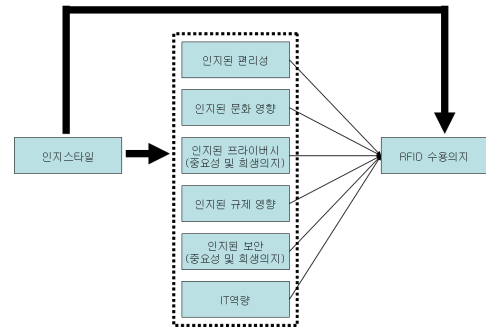 인지된 편리성
인지된 문화 영향
인지스타일
인지된 프라이버시
(중요성 및 희생의지)
RFID 수용의지
인지된 규제 영향
인지된 보안
(중요성 및 희생의지)
IT역량